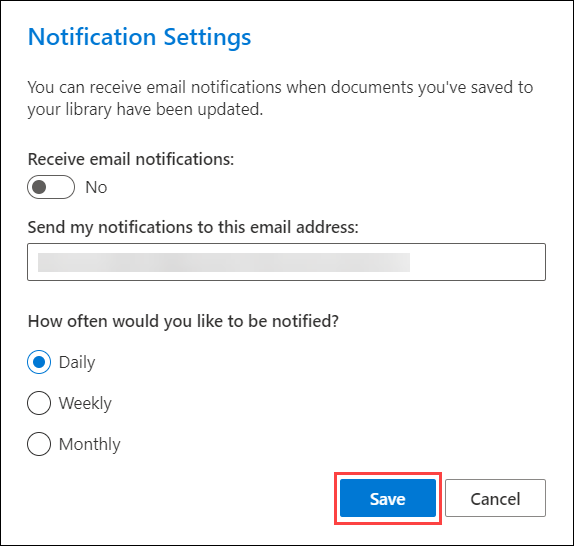 Notification Settings
You can receive email notifications when documents you've saved to
your library have been updated.
Receive email notifications:
No
Send my notifications to this email address:
How often would you like to be notified?
Daily
Weekly
Monthly
Save
Cancel